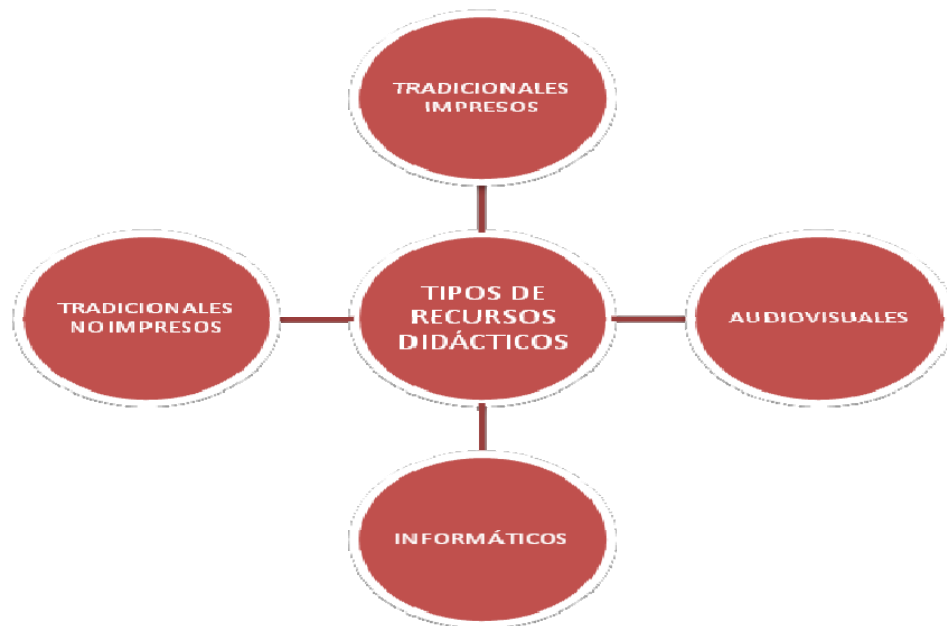 TRADICIONALES
IMPRESOS
TRADICIONALES
NO IMPRESOS
TIPOS DE
RECURSOS
DIDÁCTICOS
AUDIOVISUALES
INFORMÁTICOS